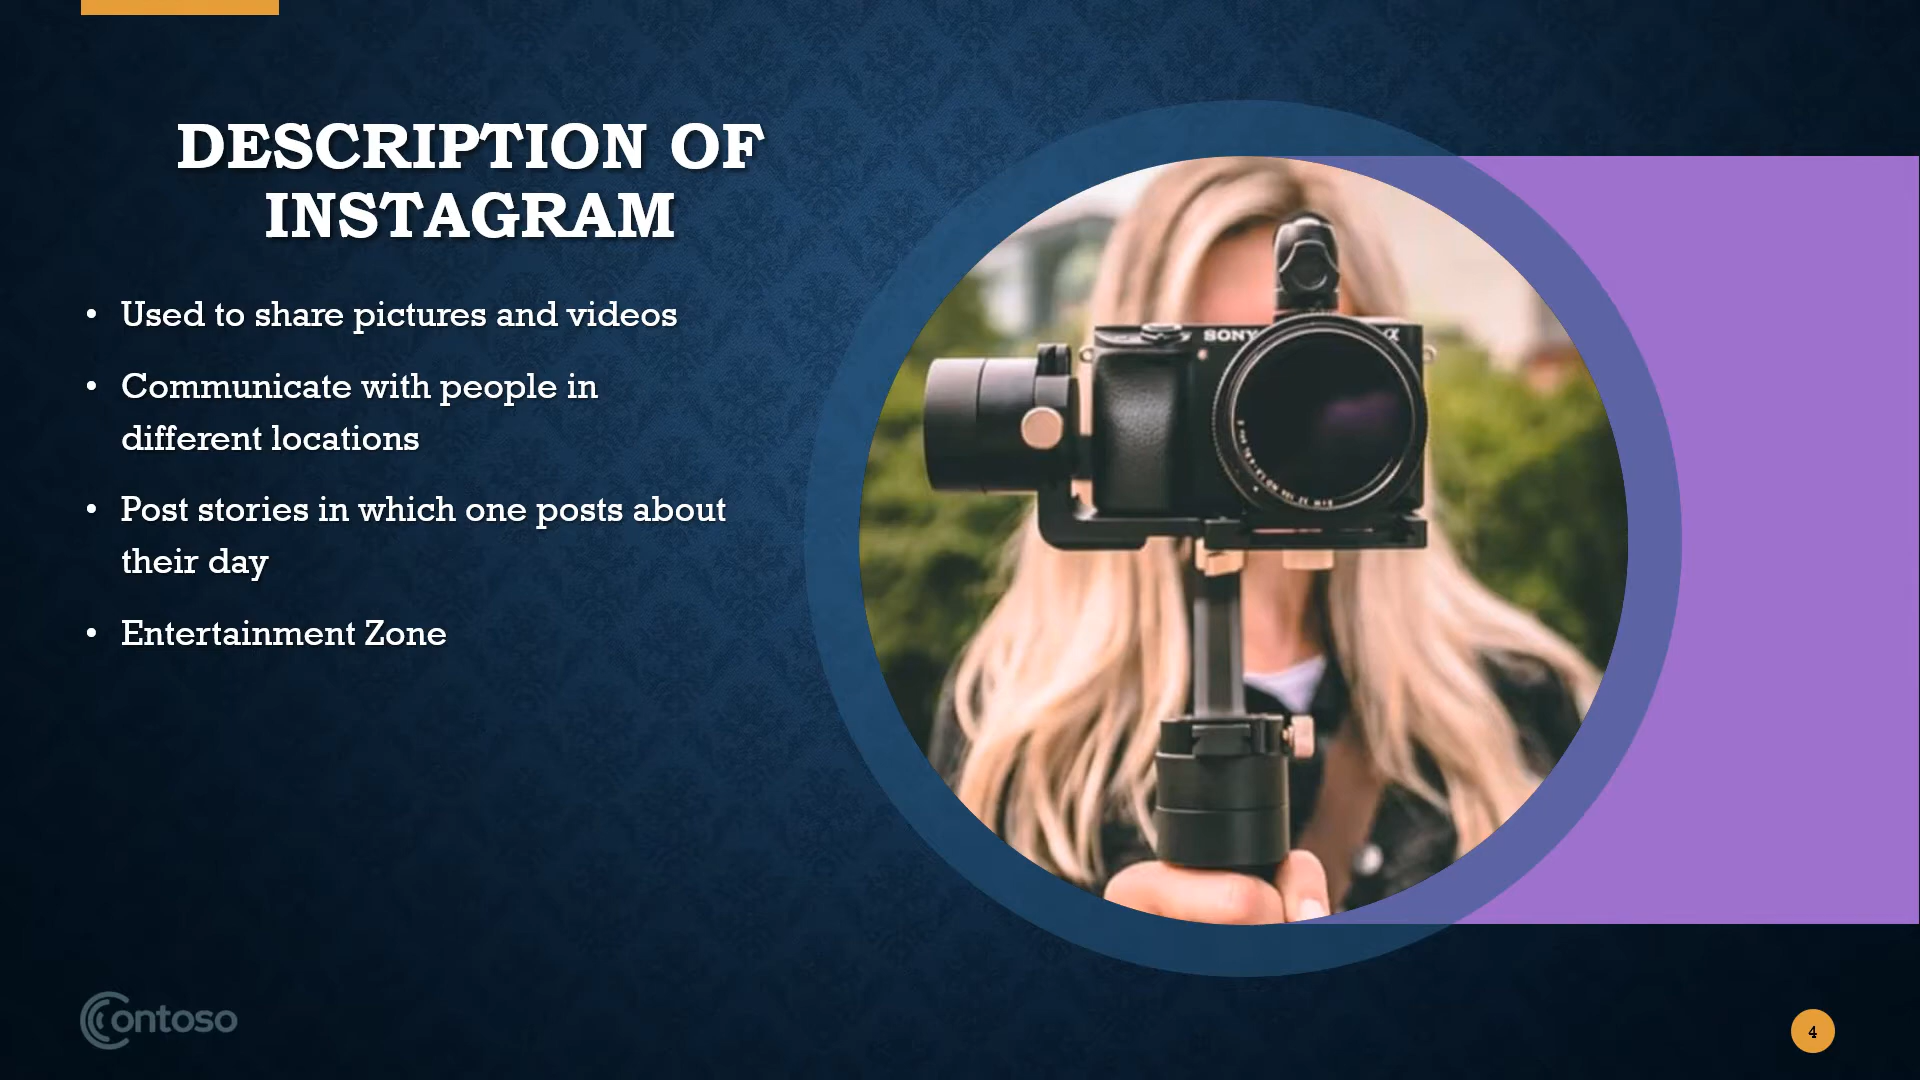 DESCRIPTION OF
INSTAGRAM
• Used to share pictures and videos
• Communicate with people in
different locations
• Post stories in which one posts about
their day
• Entertainment Zone
SONY
α
Contoso
4